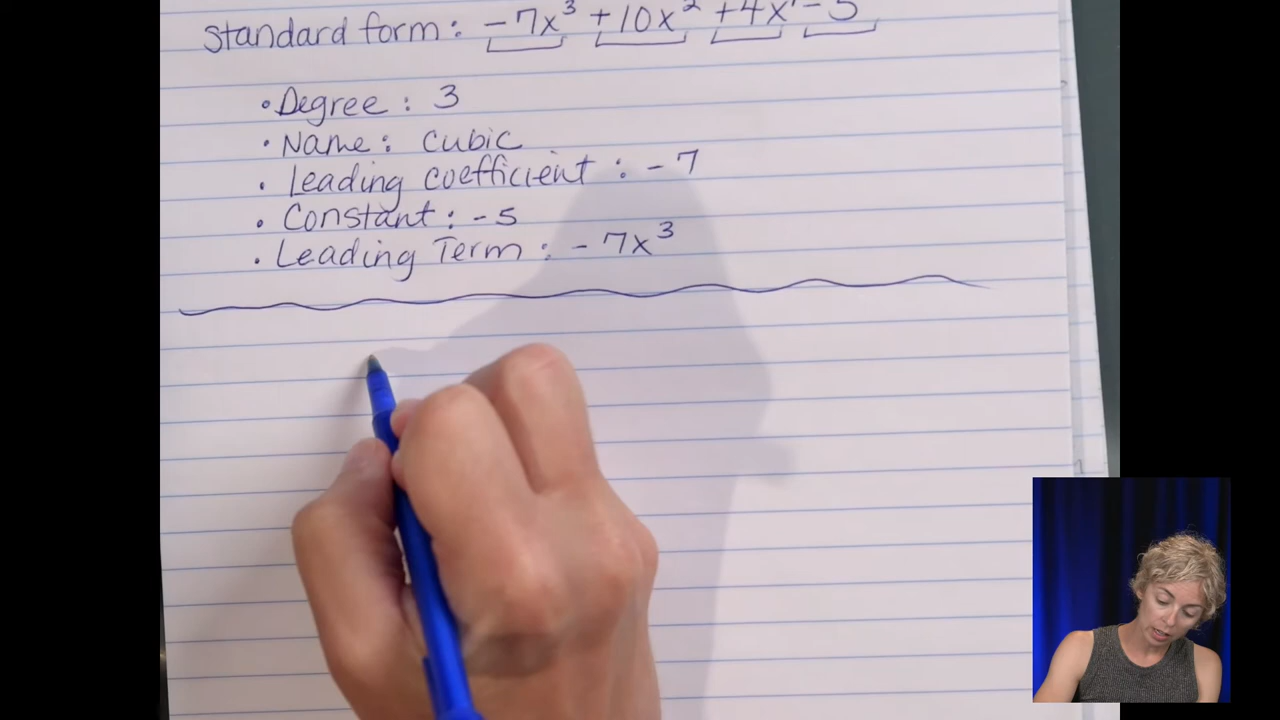 standard form: -7x³ +10x² +4x¹ -5
• Degree: 3
• Name: cubic
• Leading coefficient: -7
• Constant: -5
• Leading Term: -7x³